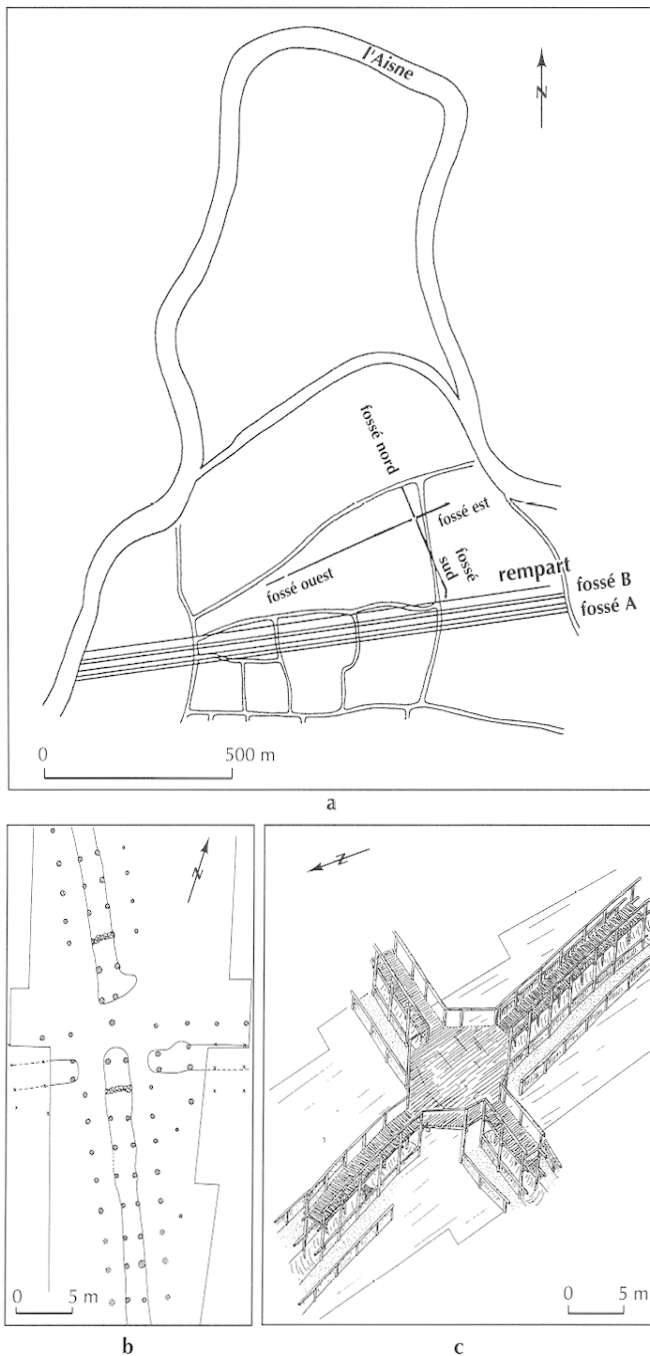 l'Aisne
N
fossé nord
fossé est
fossé ouest
fossé
sud
rempart
fossé B
fossé A
0 500 m
a
N
N
0 5 m
0 5 m
b
c